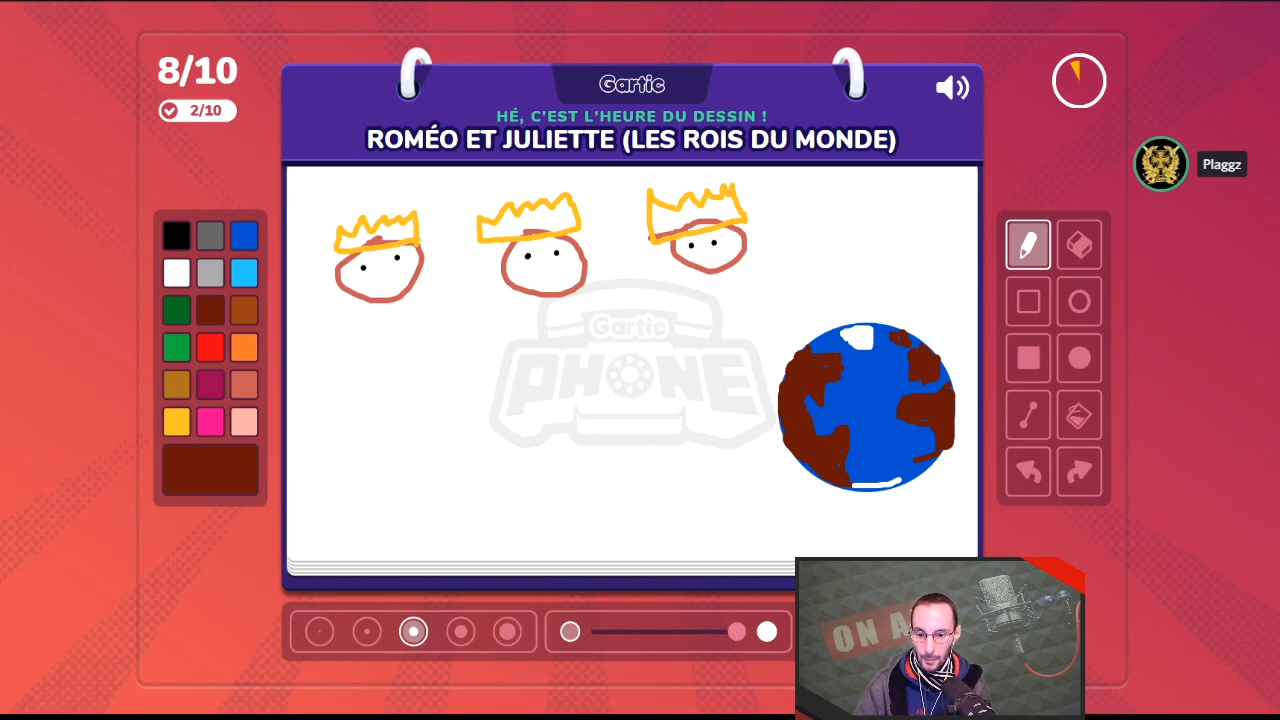 8/10
2/10
Gartic
HÉ, C'EST L'HEURE DU DESSIN !
ROMÉO ET JULIETTE (LES ROIS DU MONDE)
Plaggz
Gartic
PHONE
ON A